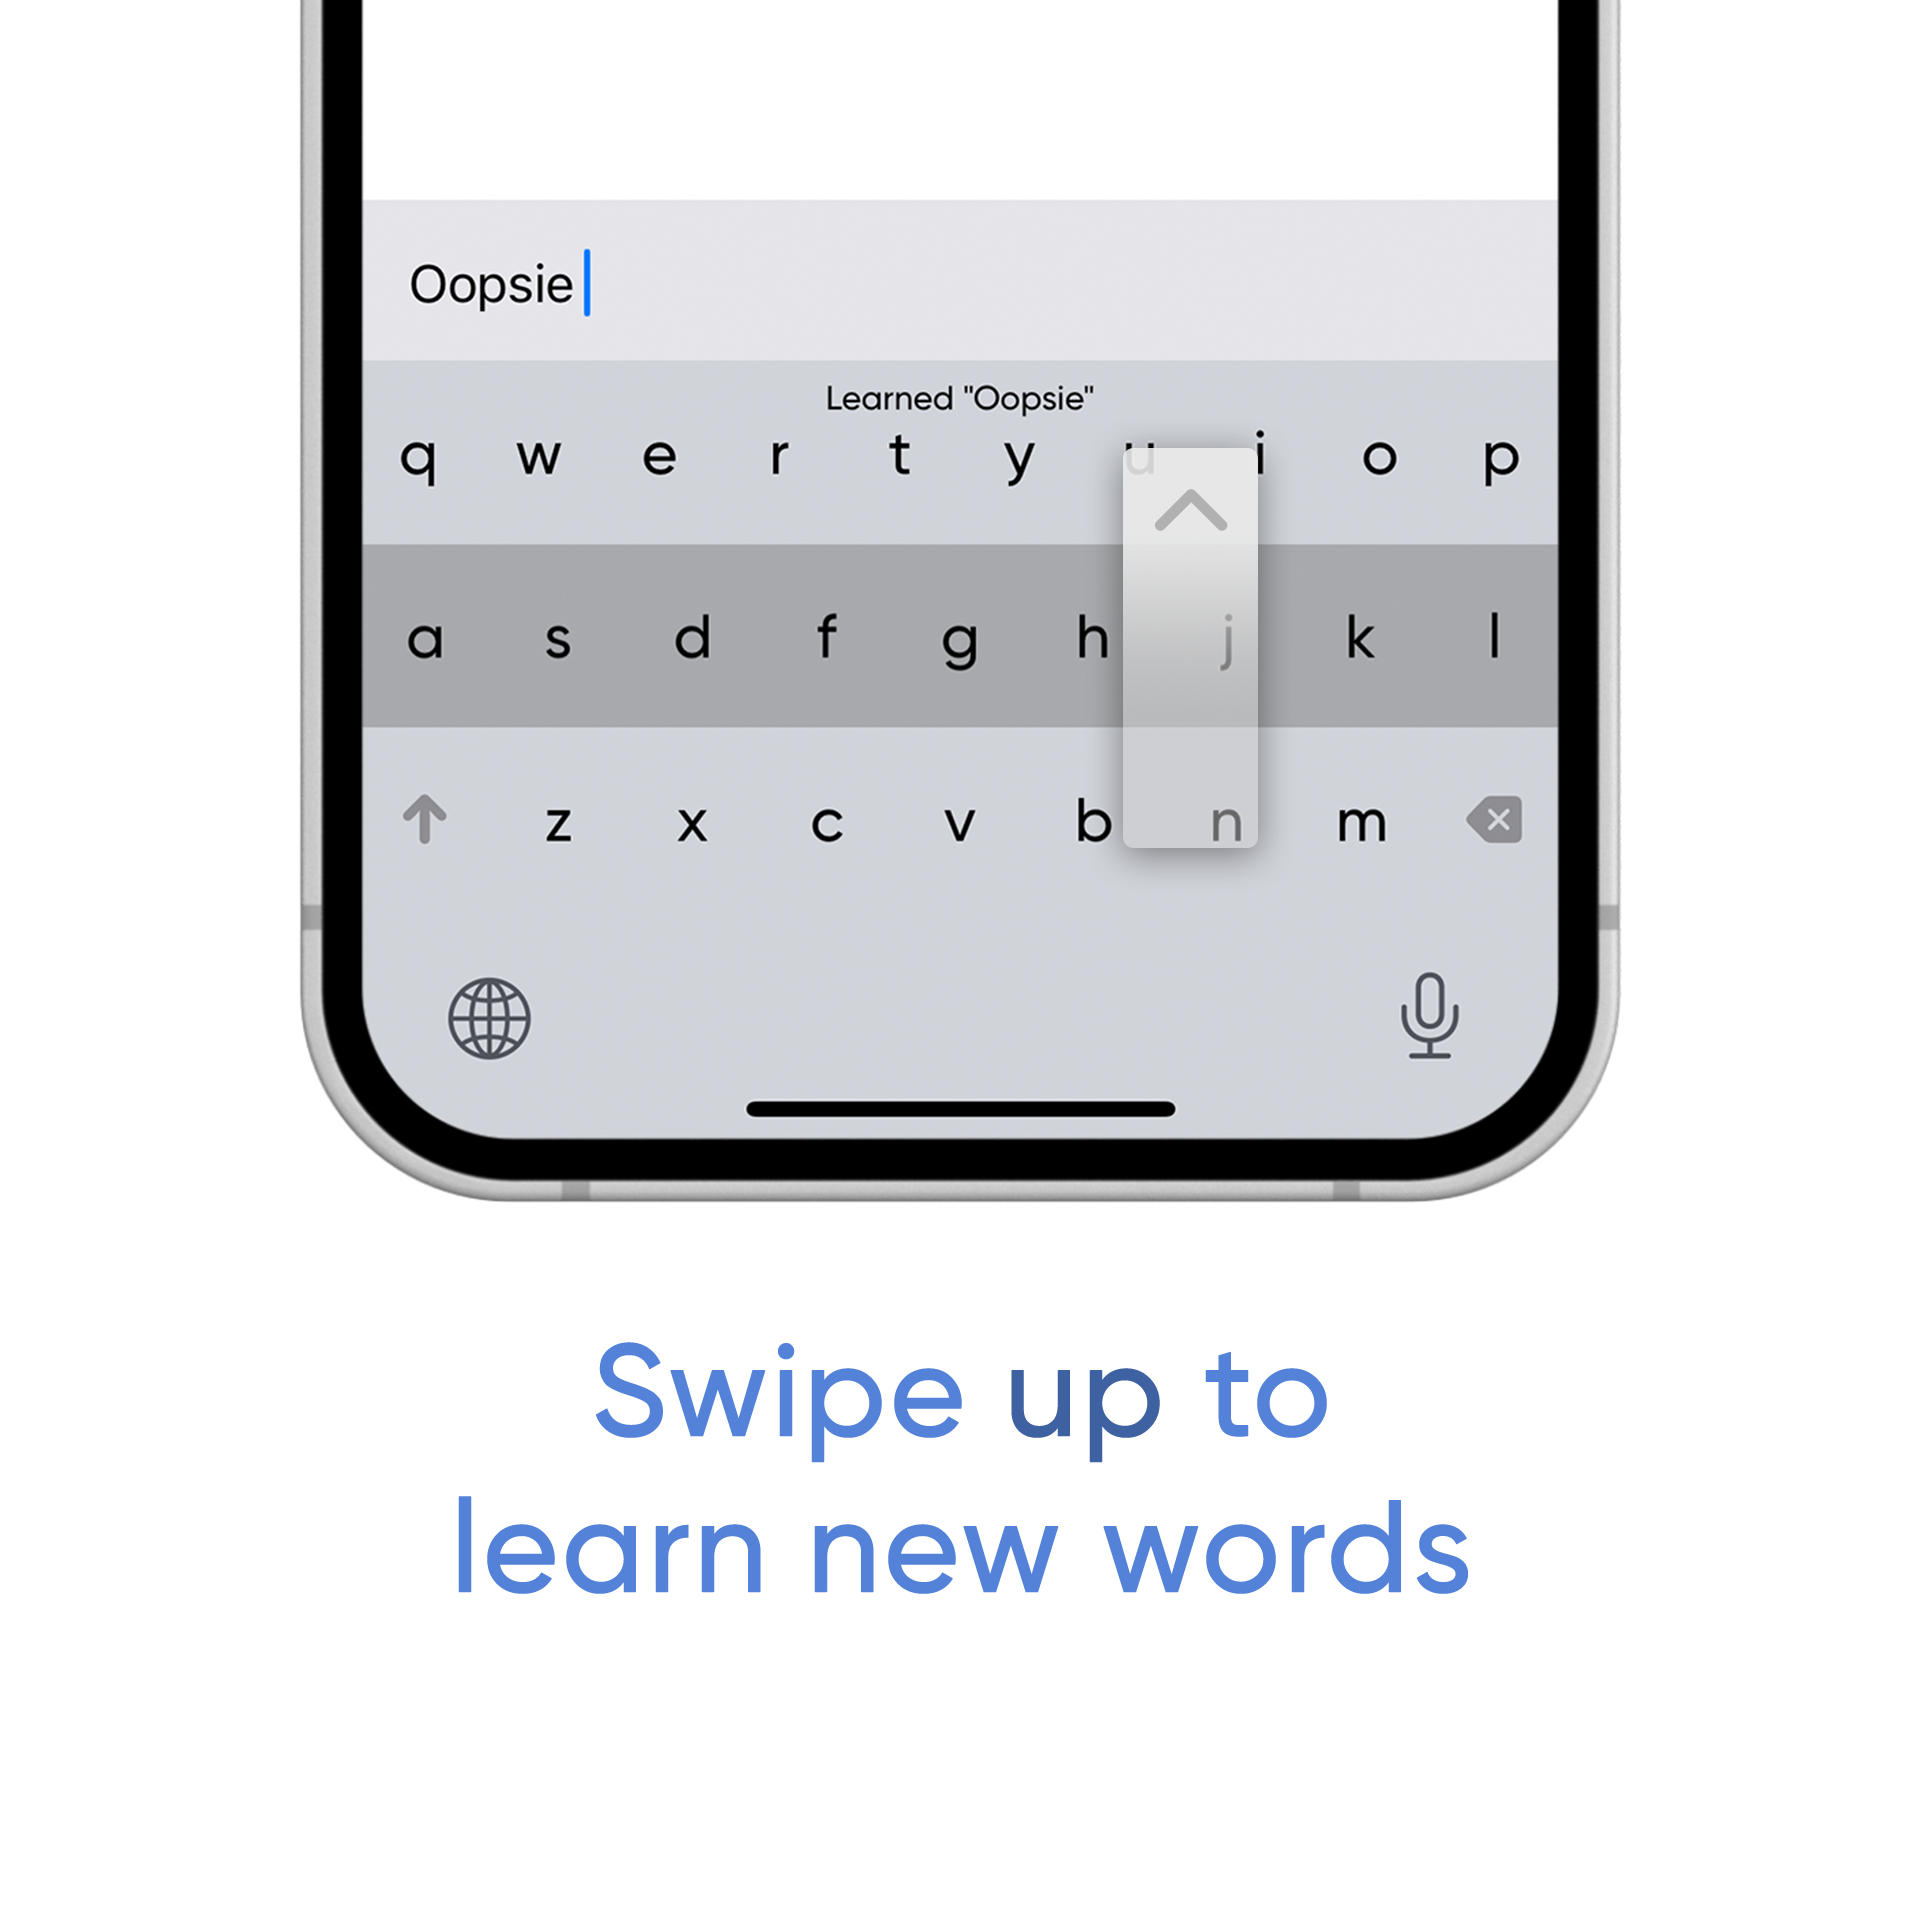 Oopsie
Learned "Oopsie"
q w e r t y u i o p
a s d f g h j k l
z x c v b n m
Swipe up to
learn new words